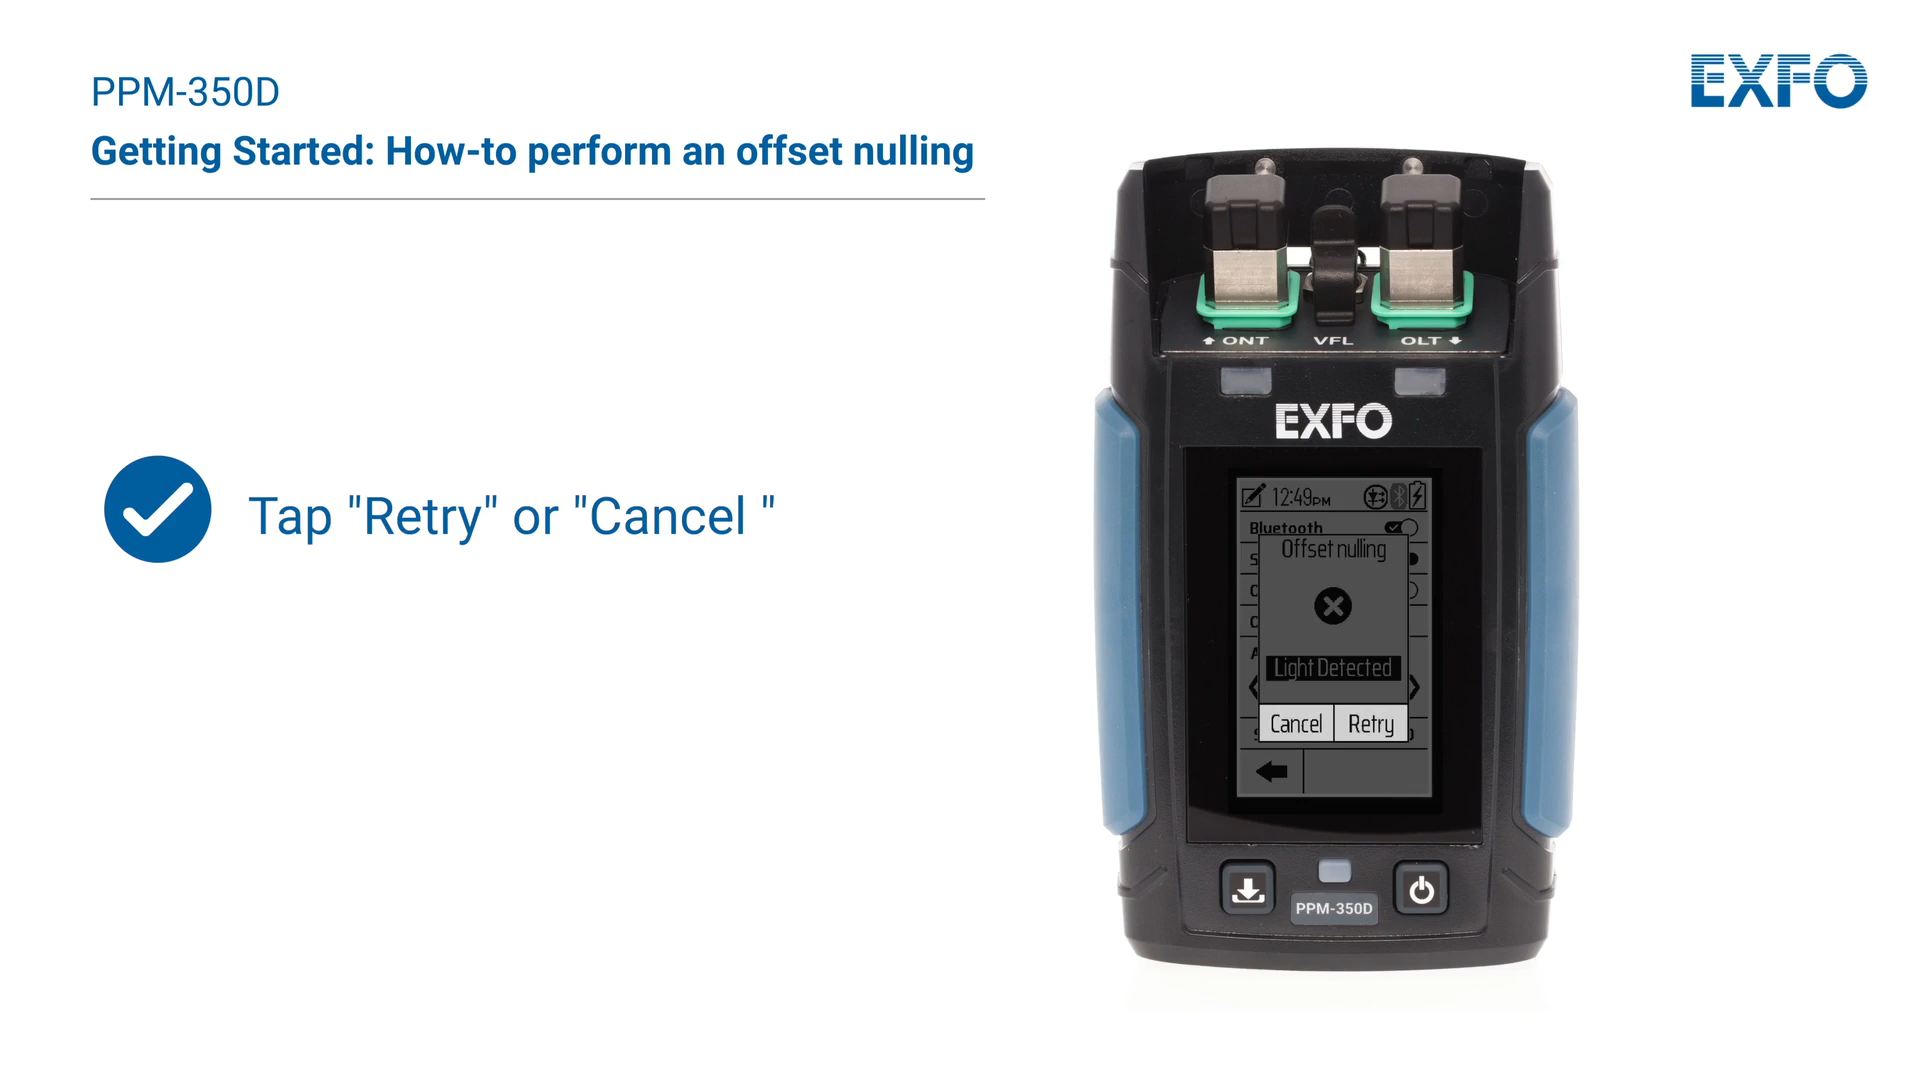 PPM-350D
Getting Started: How-to perform an offset nulling
EXFO
Tap "Retry" or "Cancel "
ONT VFL OLT
EXFO
12:49PM
Bluetooth
Offset nulling
Light Detected
Cancel Retry
PPM-350D